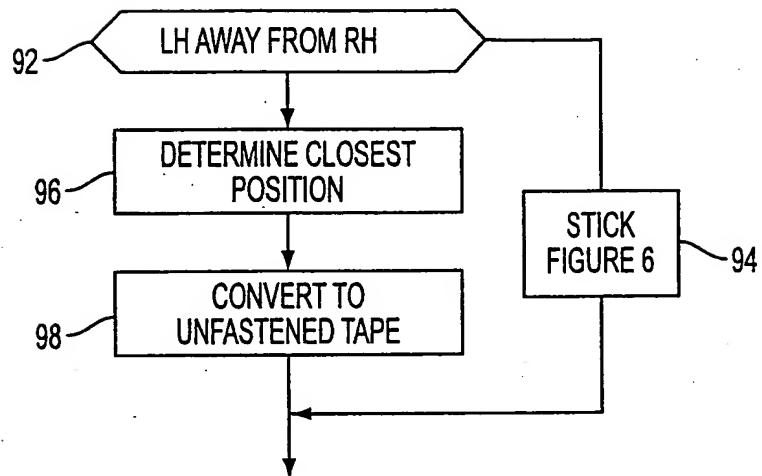 LH AWAY FROM RH
92
DETERMINE CLOSEST
POSITION
96
STICK
FIGURE 6
94
CONVERT TO
UNFASTENED TAPE
98